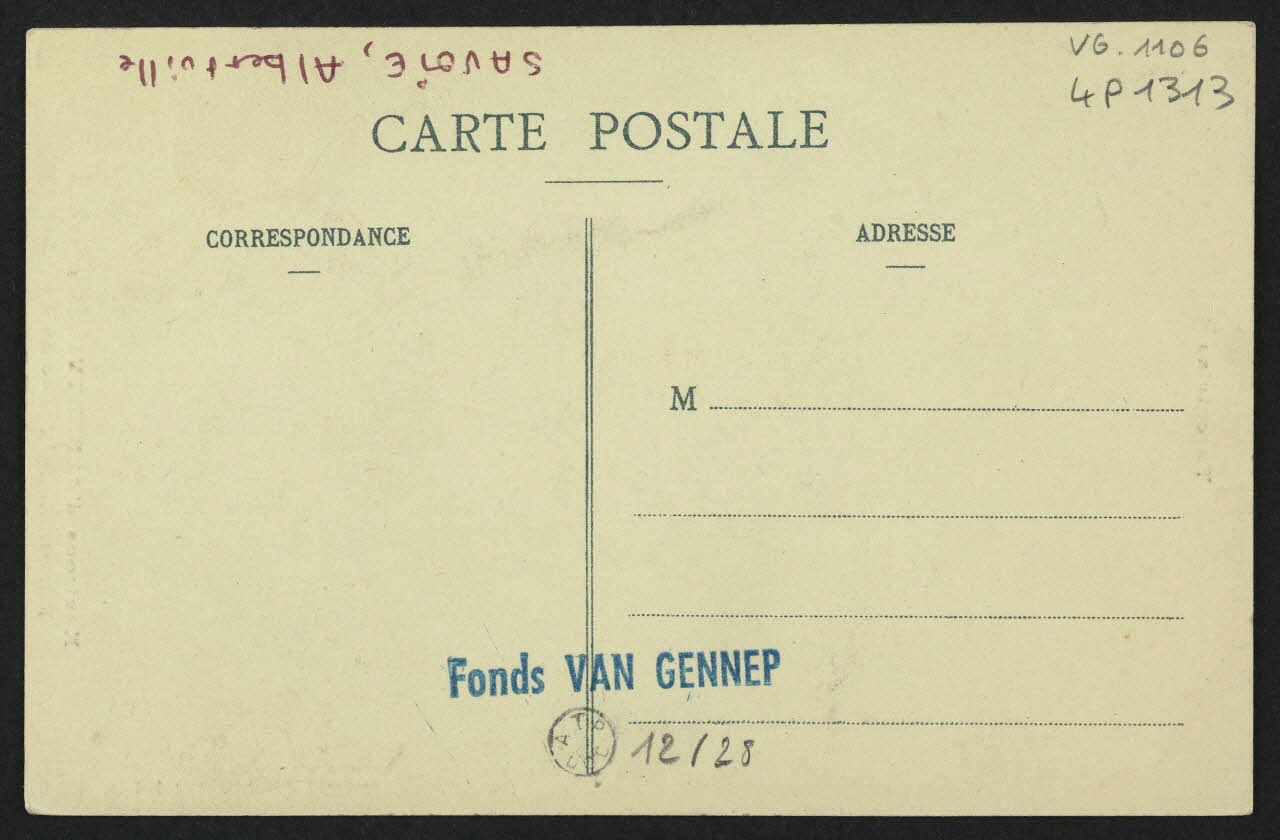 SAVOIE, Albertville
VG. 1106
4P1313
CARTE POSTALE
CORRESPONDANCE
ADRESSE
M
Fonds VAN GENNEP
12/28